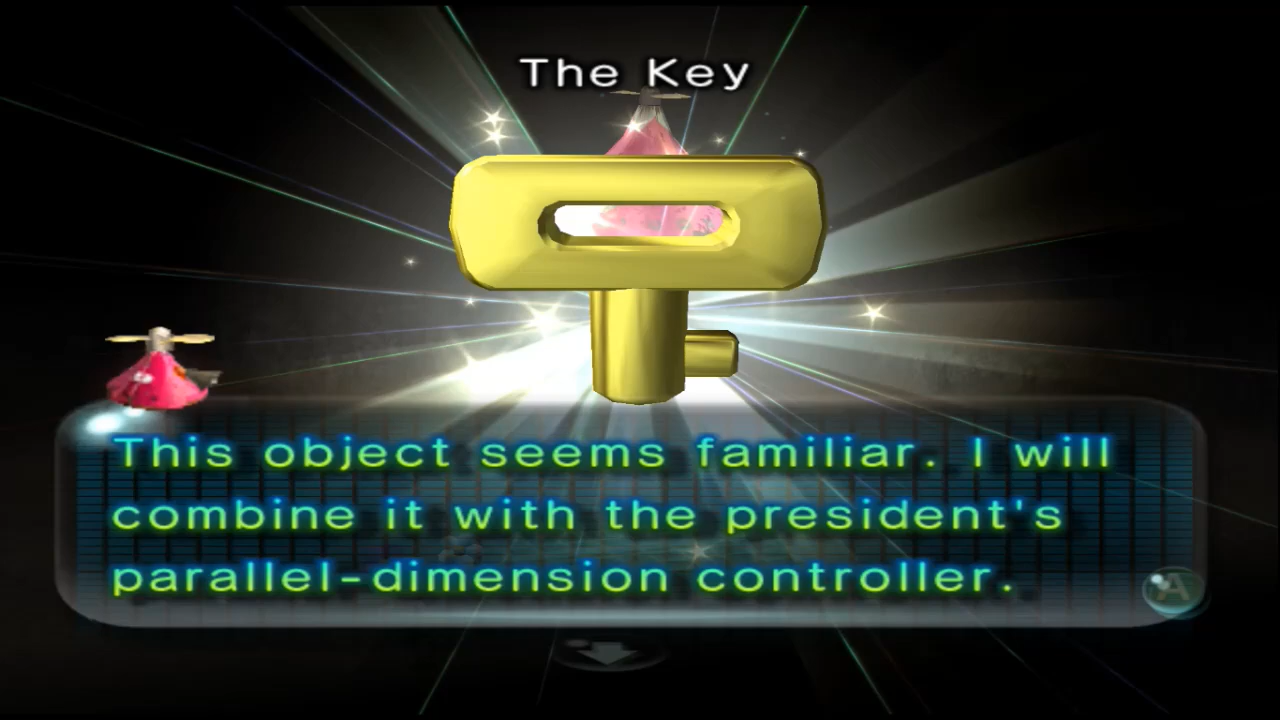 The Key
This object seems familiar. I will
combine it with the president's
parallel-dimension controller.
A